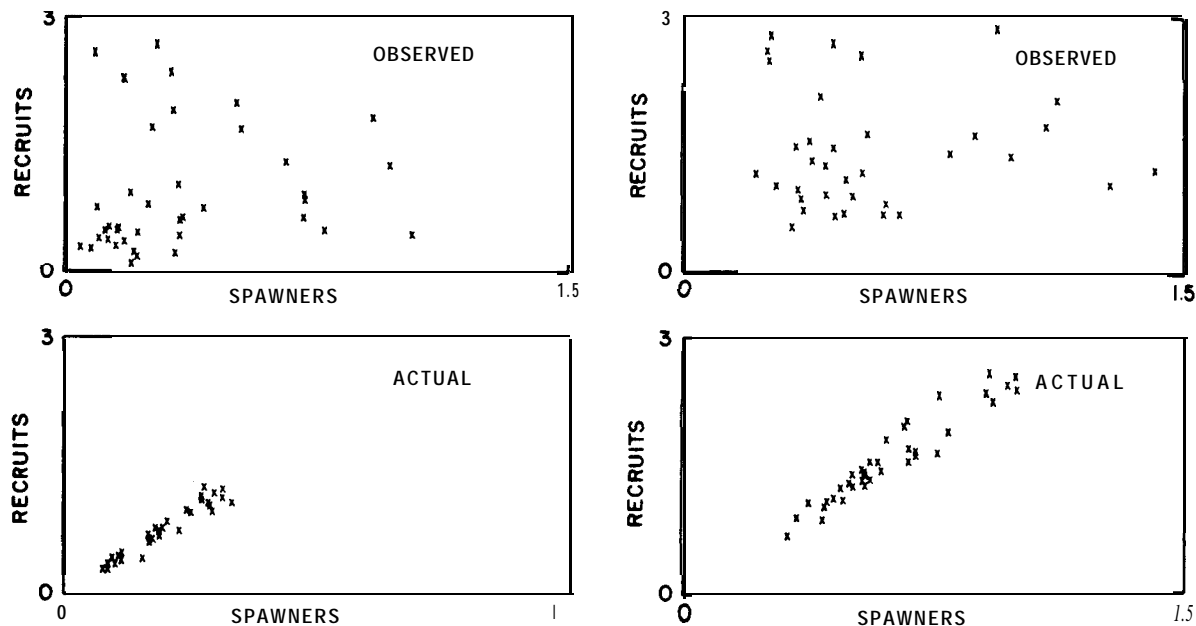 3
OBSERVED
RECRUITS
0
0
SPAWNERS
1.5
3
OBSERVED
RECRUITS
0
0
SPAWNERS
1.5
3
ACTUAL
RECRUITS
0
0
SPAWNERS
1
3
ACTUAL
RECRUITS
0
0
SPAWNERS
1.5